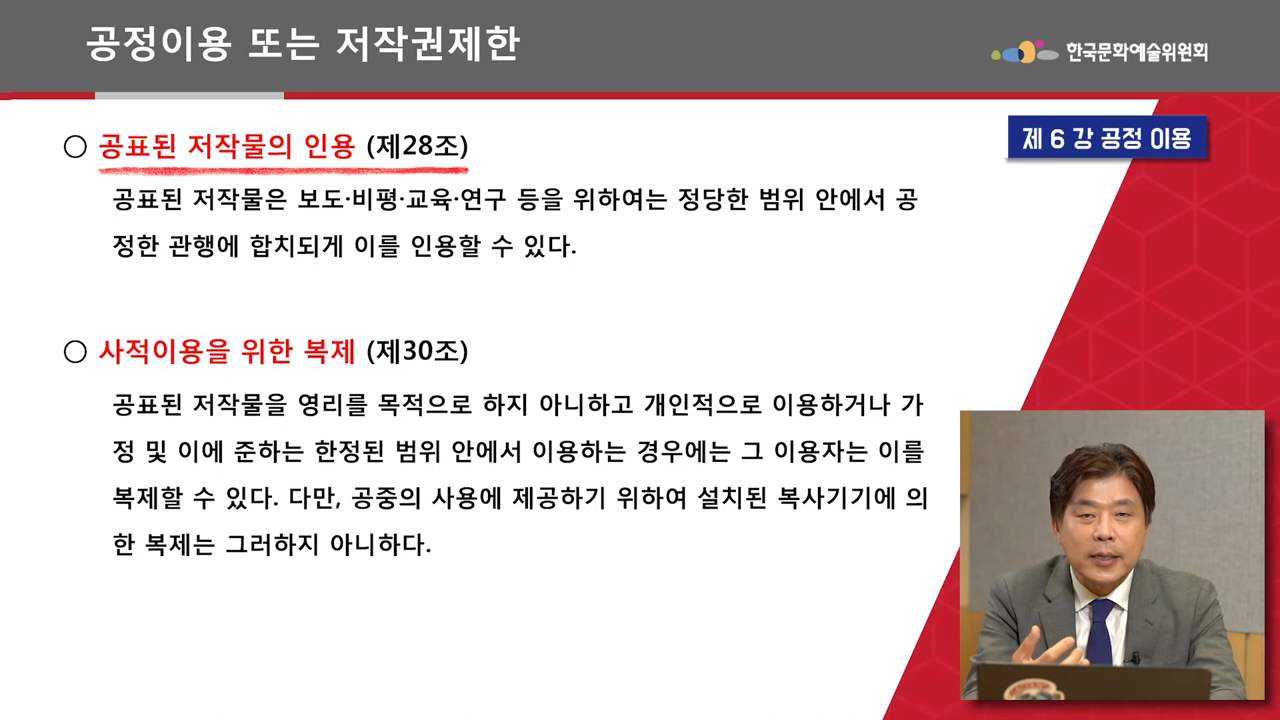 공정이용 또는 저작권제한
한국문화예술위원회
제 6 강 공정 이용
○ 공표된 저작물의 인용 (제28조)
공표된 저작물은 보도·비평·교육·연구 등을 위하여는 정당한 범위 안에서 공
정한 관행에 합치되게 이를 인용할 수 있다.
○ 사적이용을 위한 복제 (제30조)
공표된 저작물을 영리를 목적으로 하지 아니하고 개인적으로 이용하거나 가
정 및 이에 준하는 한정된 범위 안에서 이용하는 경우에는 그 이용자는 이를
복제할 수 있다. 다만, 공중의 사용에 제공하기 위하여 설치된 복사기기에 의
한 복제는 그러하지 아니하다.